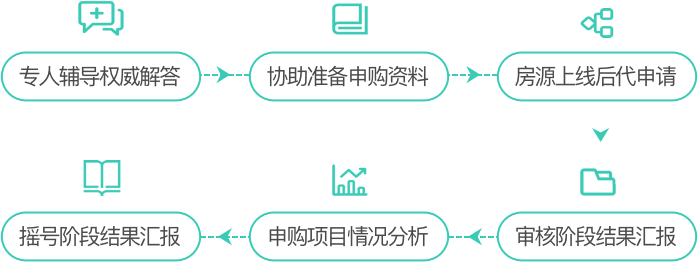 专人辅导权威解答
协助准备申购资料
房源上线后代申请
审核阶段结果汇报
申购项目情况分析
摇号阶段结果汇报